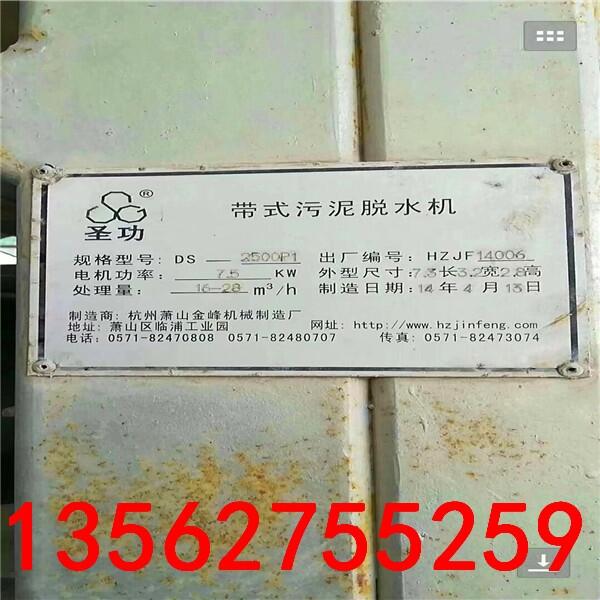 圣功®
带式污泥脱水机
规格型号: DS 2500P1 出厂编号: HZJF14006
电机功率: 7.5 KW 外型尺寸:7.3长3.2宽2.8高
处理量: 16-28 m³/h 制造日期:14年4月13日
制造商: 杭州萧山金峰机械制造厂
地址: 萧山区临浦工业园 网址: http://www.hzjinfeng.com
电话: 0571-82470808 0571-82480707 传真: 0571-82473074
13562755259